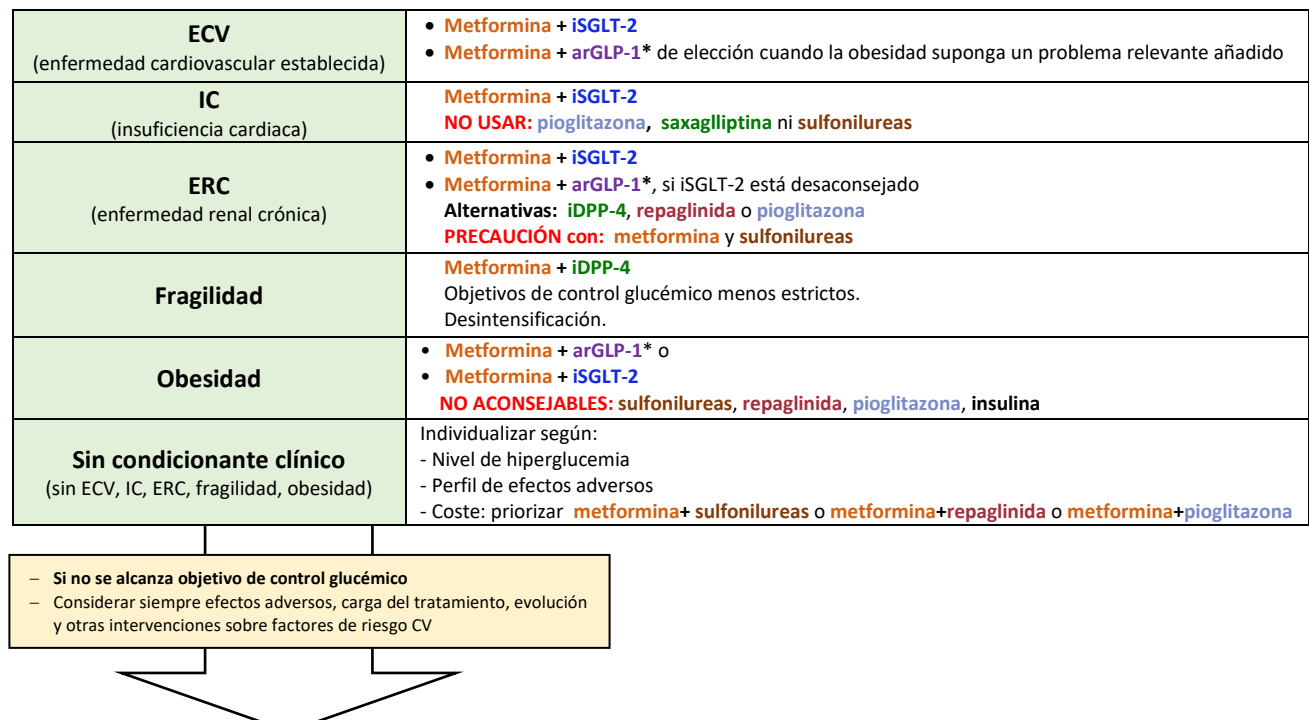 ECV
(enfermedad cardiovascular establecida)
• Metformina + iSGLT-2
• Metformina + arGLP-1* de elección cuando la obesidad suponga un problema relevante añadido
IC
(insuficiencia cardiaca)
Metformina + iSGLT-2
NO USAR: pioglitazona, saxaglliptina ni sulfonilureas
ERC
(enfermedad renal crónica)
• Metformina + iSGLT-2
• Metformina + arGLP-1*, si iSGLT-2 está desaconsejado
Alternativas: iDPP-4, repaglinida o pioglitazona
PRECAUCIÓN con: metformina y sulfonilureas
Fragilidad
Metformina + iDPP-4
Objetivos de control glucémico menos estrictos.
Desintensificación.
Obesidad
• Metformina + arGLP-1* o
• Metformina + iSGLT-2
NO ACONSEJABLES: sulfonilureas, repaglinida, pioglitazona, insulina
Sin condicionante clínico
(sin ECV, IC, ERC, fragilidad, obesidad)
Individualizar según:
- Nivel de hiperglucemia
- Perfil de efectos adversos
- Coste: priorizar metformina+ sulfonilureas o metformina+repaglinida o metformina+pioglitazona
– Si no se alcanza objetivo de control glucémico
– Considerar siempre efectos adversos, carga del tratamiento, evolución
y otras intervenciones sobre factores de riesgo CV